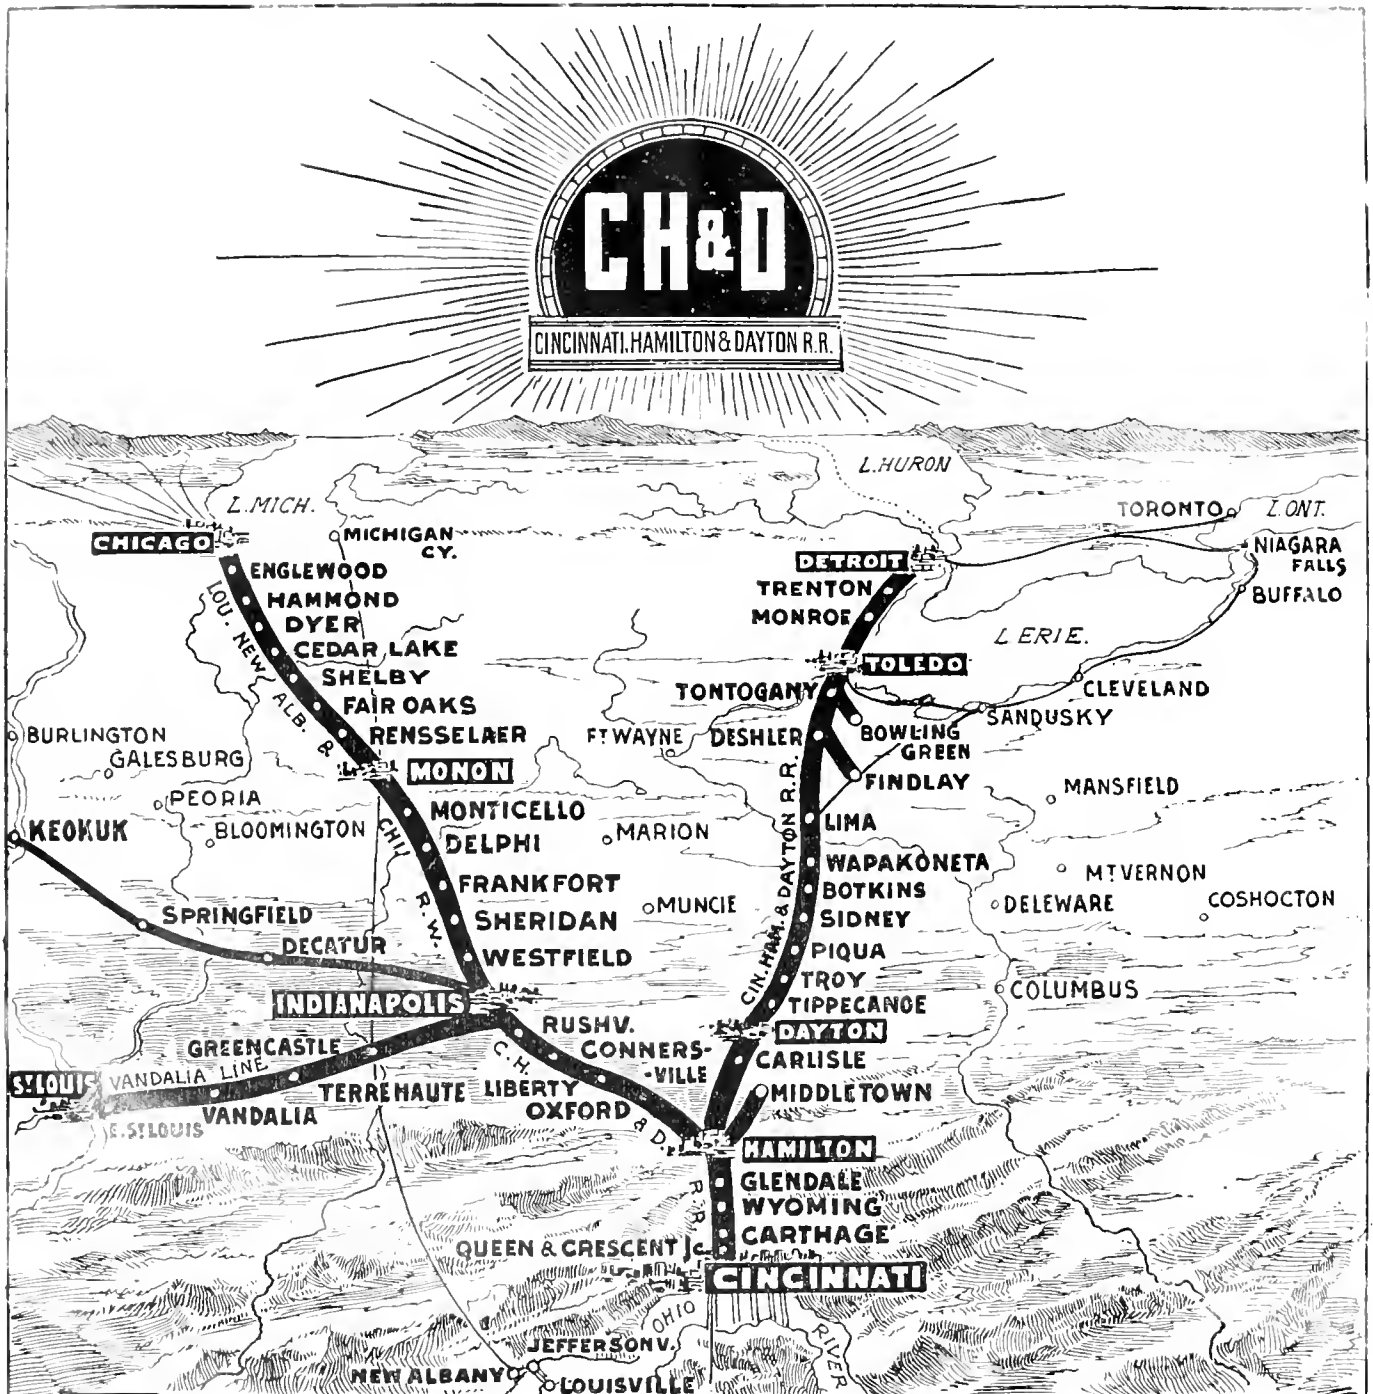 CH&D
CINCINNATI, HAMILTON & DAYTON R.R.
L. HURON
L. MICH.
TORONTO
L. ONT.
CHICAGO
MICHIGAN
CY.
NIAGARA
FALLS
DETROIT
ENGLEWOOD
TRENTON
BUFFALO
HAMMOND
MONROE
DYER
L ERIE.
CEDAR LAKE
TOLEDO
SHELBY
TONTOGANY
CLEVELAND
FAIR OAKS
SANDUSKY
BURLINGTON
RENSSELAER
FT WAYNE
DESHLER
BOWLING
GREEN
GALESBURG
MONON
FINDLAY
MANSFIELD
PEORIA
MONTICELLO
LIMA
KEOKUK
BLOOMINGTON
DELPHI
MARION
WAPAKONETA
MT VERNON
FRANKFORT
BOTKINS
DELEWARE
COSHOCTON
SPRINGFIELD
SHERIDAN
MUNCIE
SIDNEY
DECATUR
WESTFIELD
PIQUA
TROY
COLUMBUS
INDIANAPOLIS
TIPPECANOE
RUSHV.
DAYTON
GREENCASTLE
CONNERS-
-VILLE
CARLISLE
ST LOUIS
VANDALIA LINE
TERRE HAUTE
LIBERTY
MIDDLETOWN
VANDALIA
OXFORD
E. ST LOUIS
HAMILTON
GLENDALE
WYOMING
CARTHAGE
QUEEN & CRESCENT Jc.
CINCINNATI
LOU. NEW ALB. & CHI. R.W.
CIN. HAM. & DAYTON R.R.
C. H. & D. R.R.
OHIO RIVER
JEFFERSONV.
NEW ALBANY
LOUISVILLE